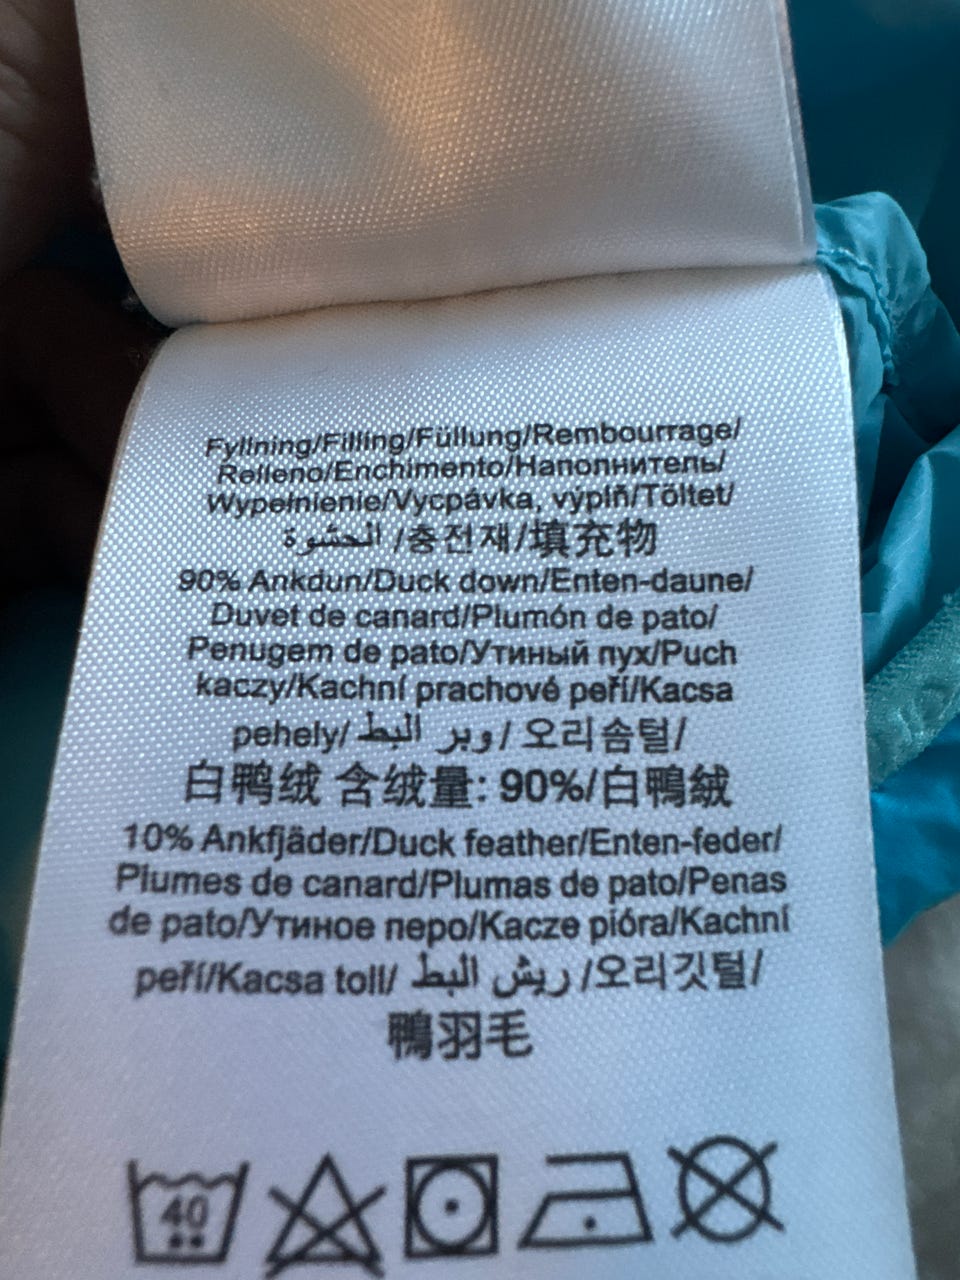 Fyllning/Filling/Füllung/Rembourrage/
Relleno/Enchimento/Наполнитель/
Wypełnienie/Vycpávka, výplň/Töltet/
الحشوة /충전재/填充物
90% Ankdun/Duck down/Enten-daune/
Duvet de canard/Plumón de pato/
Penugem de pato/Утиный пух/Puch
kaczy/Kachní prachové peří/Kacsa
pehely/ وبر البط / 오리솜털/
白鸭绒 含绒量: 90%/白鴨絨
10% Ankfjäder/Duck feather/Enten-feder/
Plumes de canard/Plumas de pato/Penas
de pato/Утиное перо/Kacze pióra/Kachní
peří/Kacsa toll/ ريش البط /오리깃털/
鴨羽毛
40